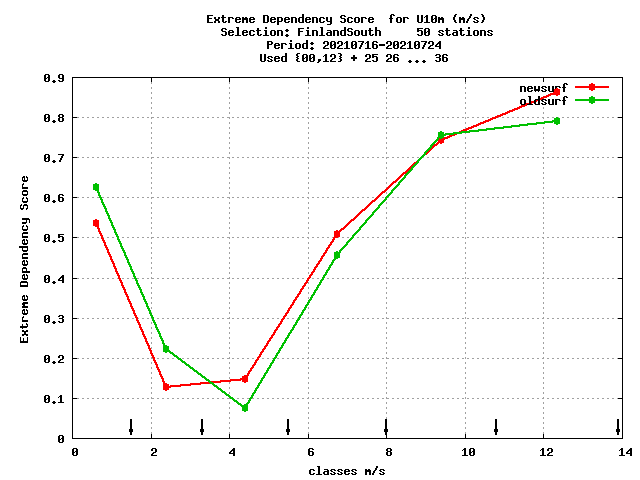 Extreme Dependency Score  for U10m (m/s)
Selection: FinlandSouth     50 stations
Period: 20210716-20210724
Used {00,12} + 25 26 ... 36
newsurf
oldsurf
Extreme Dependency Score
0.9
0.8
0.7
0.6
0.5
0.4
0.3
0.2
0.1
0
0 2 4 6 8 10 12 14
classes m/s